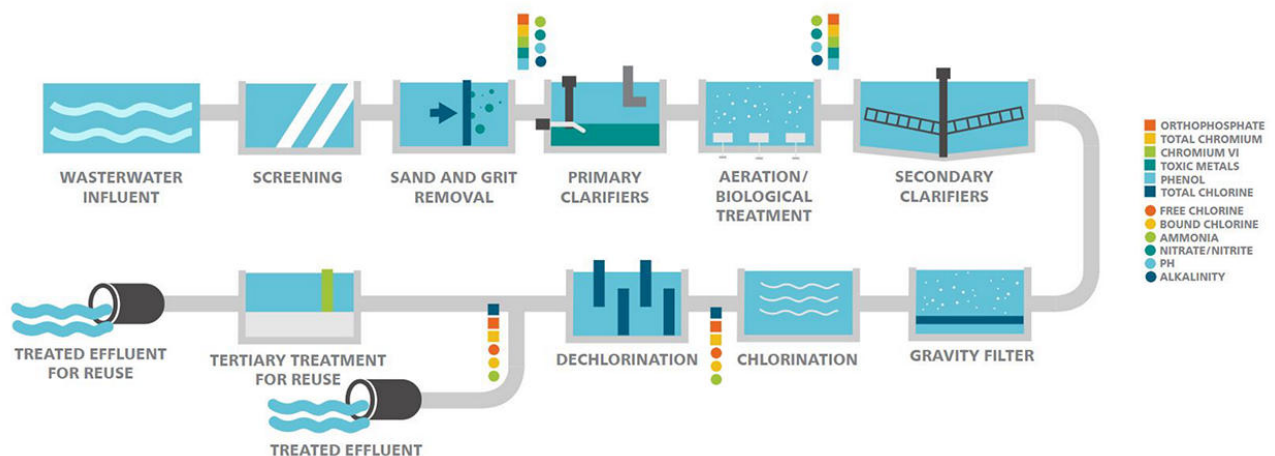 WASTERWATER
INFLUENT
SCREENING
SAND AND GRIT
REMOVAL
PRIMARY
CLARIFIERS
AERATION/
BIOLOGICAL
TREATMENT
SECONDARY
CLARIFIERS
ORTHOPHOSPHATE
TOTAL CHROMIUM
CHROMIUM VI
TOXIC METALS
PHENOL
TOTAL CHLORINE
FREE CHLORINE
BOUND CHLORINE
AMMONIA
NITRATE/NITRITE
PH
ALKALINITY
TREATED EFFLUENT
FOR REUSE
TERTIARY TREATMENT
FOR REUSE
DECHLORINATION
CHLORINATION
GRAVITY FILTER
TREATED EFFLUENT